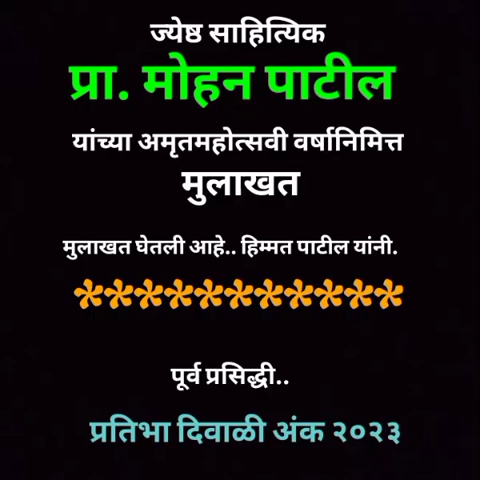 ज्येष्ठ साहित्यिक
प्रा. मोहन पाटील
यांच्या अमृतमहोत्सवी वर्षानिमित्त
मुलाखत
मुलाखत घेतली आहे.. हिम्मत पाटील यांनी.
पूर्व प्रसिद्धी..
प्रतिभा दिवाळी अंक २०२३